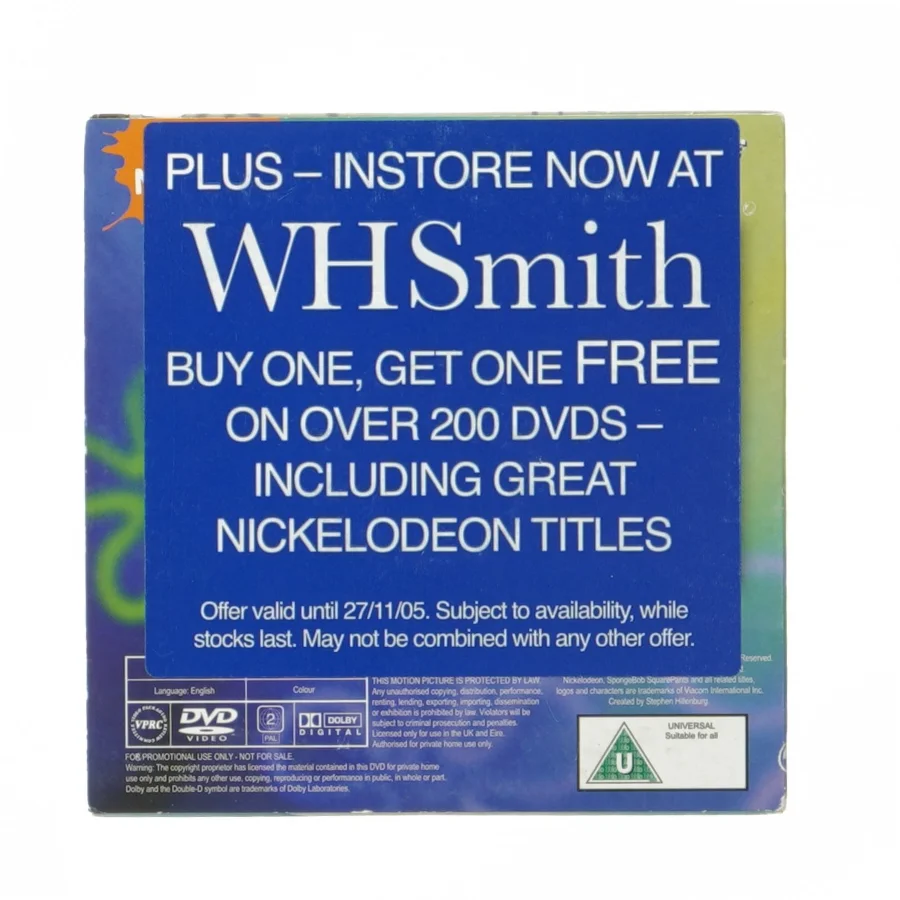 PLUS – INSTORE NOW AT
WHSmith
BUY ONE, GET ONE FREE
ON OVER 200 DVDS –
INCLUDING GREAT
NICKELODEON TITLES
Offer valid until 27/11/05. Subject to availability, while
stocks last. May not be combined with any other offer.
Language: English
Colour
VPRC
DVD
VIDEO
2
PAL
DOLBY
DIGITAL
THIS MOTION PICTURE IS PROTECTED BY LAW
Any unauthorised copying, distribution, performance,
renting, lending, exporting, importing, dissemination
or exhibition is prohibited by law. Violators will be
subject to criminal prosecution and penalties.
Licensed only for use in the UK and Eire.
Authorised for private home use only.
Reserved.
Nickelodeon, SpongeBob SquarePants and all related titles,
logos and characters are trademarks of Viacom International Inc.
Created by Stephen Hillenburg.
U
UNIVERSAL
Suitable for all
FOR PROMOTIONAL USE ONLY - NOT FOR SALE.
Warning: The copyright proprietor has licensed the material contained in this DVD for private home
use only and prohibits any other use, copying, reproducing or performance in public, in whole or part.
Dolby and the Double-D symbol are trademarks of Dolby Laboratories.